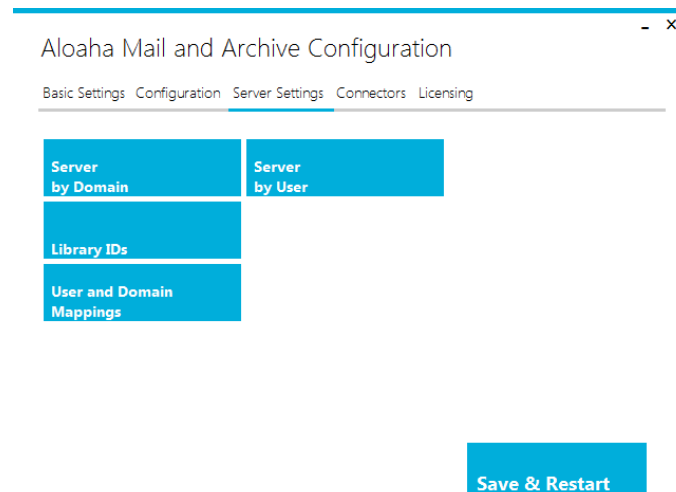 Aloaha Mail and Archive Configuration
Basic Settings Configuration Server Settings Connectors Licensing
Server
by Domain
Server
by User
Library IDs
User and Domain
Mappings
Save & Restart